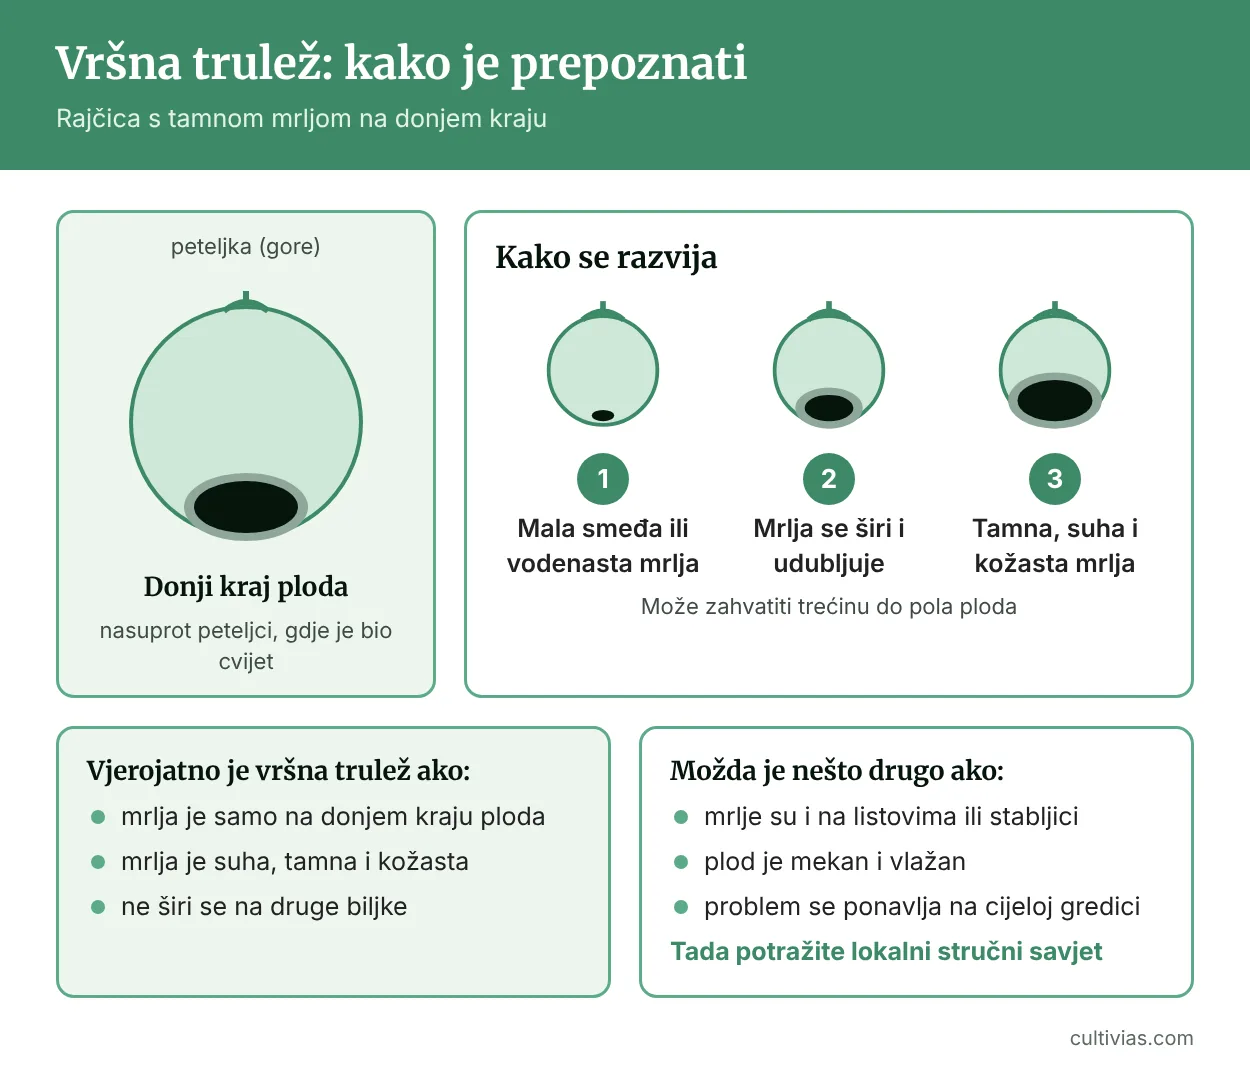 Vršna trulež: kako je prepoznati
Rajčica s tamnom mrljom na donjem kraju
peteljka (gore)
Donji kraj ploda
nasuprot peteljci, gdje je bio
cvijet
Kako se razvija
1
Mala smeđa ili
vodenasta mrlja
2
Mrlja se širi i
udubljuje
3
Tamna, suha i
kožasta mrlja
Može zahvatiti trećinu do pola ploda
Vjerojatno je vršna trulež ako:
mrlja je samo na donjem kraju ploda
mrlja je suha, tamna i kožasta
ne širi se na druge biljke
Možda je nešto drugo ako:
mrlje su i na listovima ili stabljici
plod je mekan i vlažan
problem se ponavlja na cijeloj gredici
Tada potražite lokalni stručni savjet
cultivias.com